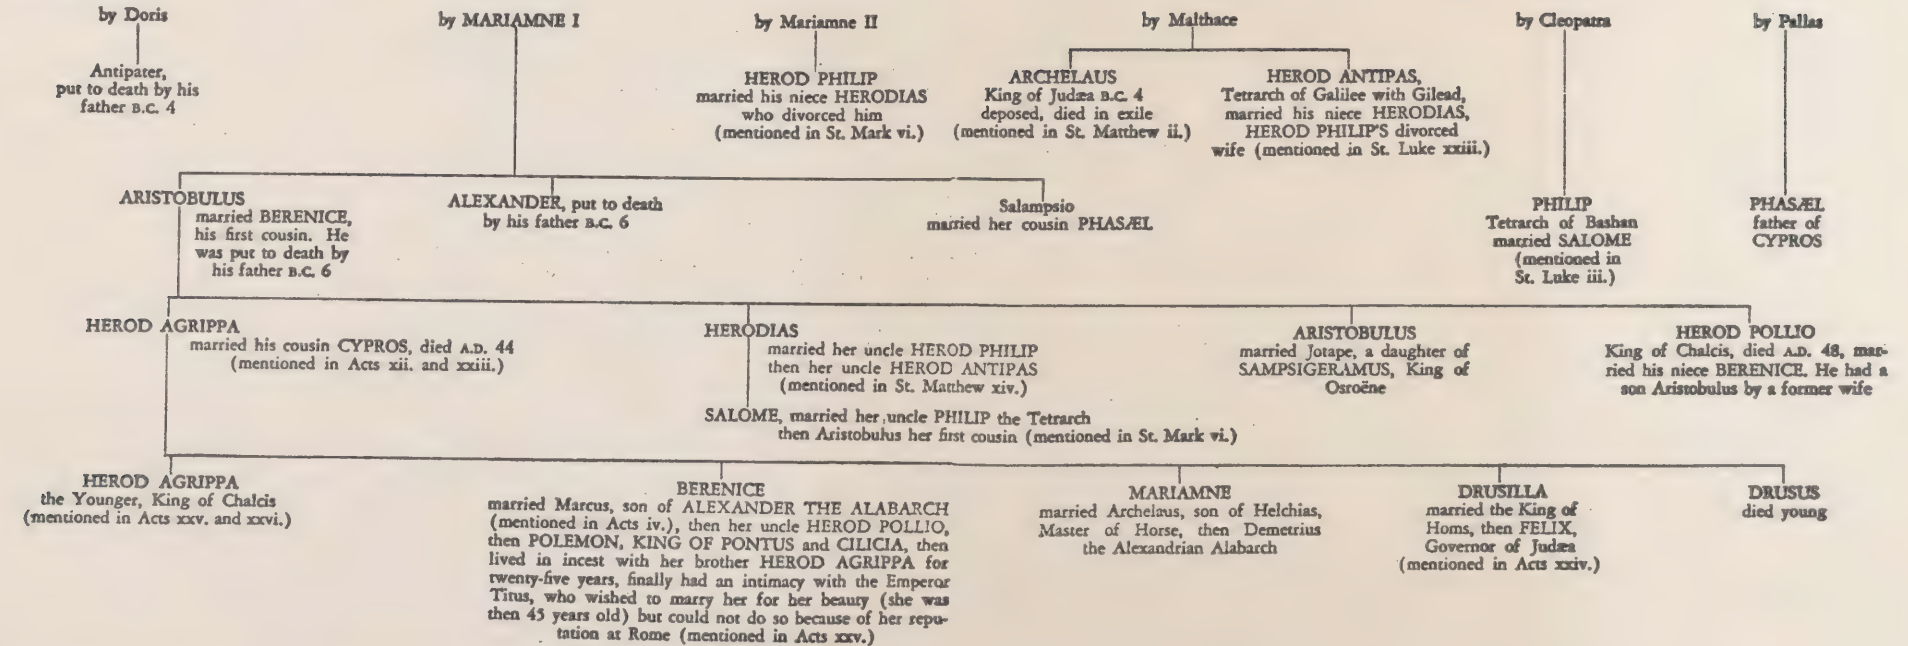 by Doris
by MARIAMNE I
by Mariamne II
by Malthace
by Cleopatra
by Pallas
Antipater,
put to death by his
father B.C. 4
HEROD PHILIP
married his niece HERODIAS
who divorced him
(mentioned in St. Mark vi.)
ARCHELAUS
King of Judæa B.C. 4
deposed, died in exile
(mentioned in St. Matthew ii.)
HEROD ANTIPAS,
Tetrarch of Galilee with Gilead,
married his niece HERODIAS,
HEROD PHILIP'S divorced
wife (mentioned in St. Luke xxiii.)
ARISTOBULUS
married BERENICE,
his first cousin. He
was put to death by
his father B.C. 6
ALEXANDER, put to death
by his father B.C. 6
Salampsio
married her cousin PHASÆL
PHILIP
Tetrarch of Bashan
married SALOME
(mentioned in
St. Luke iii.)
PHASÆL
father of
CYPROS
HEROD AGRIPPA
married his cousin CYPROS, died A.D. 44
(mentioned in Acts xii. and xxiii.)
HERODIAS
married her uncle HEROD PHILIP
then her uncle HEROD ANTIPAS
(mentioned in St. Matthew xiv.)
ARISTOBULUS
married Jotape, a daughter of
SAMPSIGERAMUS, King of
Osroëne
HEROD POLLIO
King of Chalcis, died A.D. 48, mar-
ried his niece BERENICE. He had a
son Aristobulus by a former wife
SALOME, married her uncle PHILIP the Tetrarch
then Aristobulus her first cousin (mentioned in St. Mark vi.)
HEROD AGRIPPA
the Younger, King of Chalcis
(mentioned in Acts xxv. and xxvi.)
BERENICE
married Marcus, son of ALEXANDER THE ALABARCH
(mentioned in Acts iv.), then her uncle HEROD POLLIO,
then POLEMON, KING OF PONTUS and CILICIA, then
lived in incest with her brother HEROD AGRIPPA for
twenty-five years, finally had an intimacy with the Emperor
Titus, who wished to marry her for her beauty (she was
then 45 years old) but could not do so because of her repu-
tation at Rome (mentioned in Acts xxv.)
MARIAMNE
married Archelaus, son of Helchias,
Master of Horse, then Demetrius
the Alexandrian Alabarch
DRUSILLA
married the King of
Homs, then FELIX,
Governor of Judæa
(mentioned in Acts xxiv.)
DRUSUS
died young